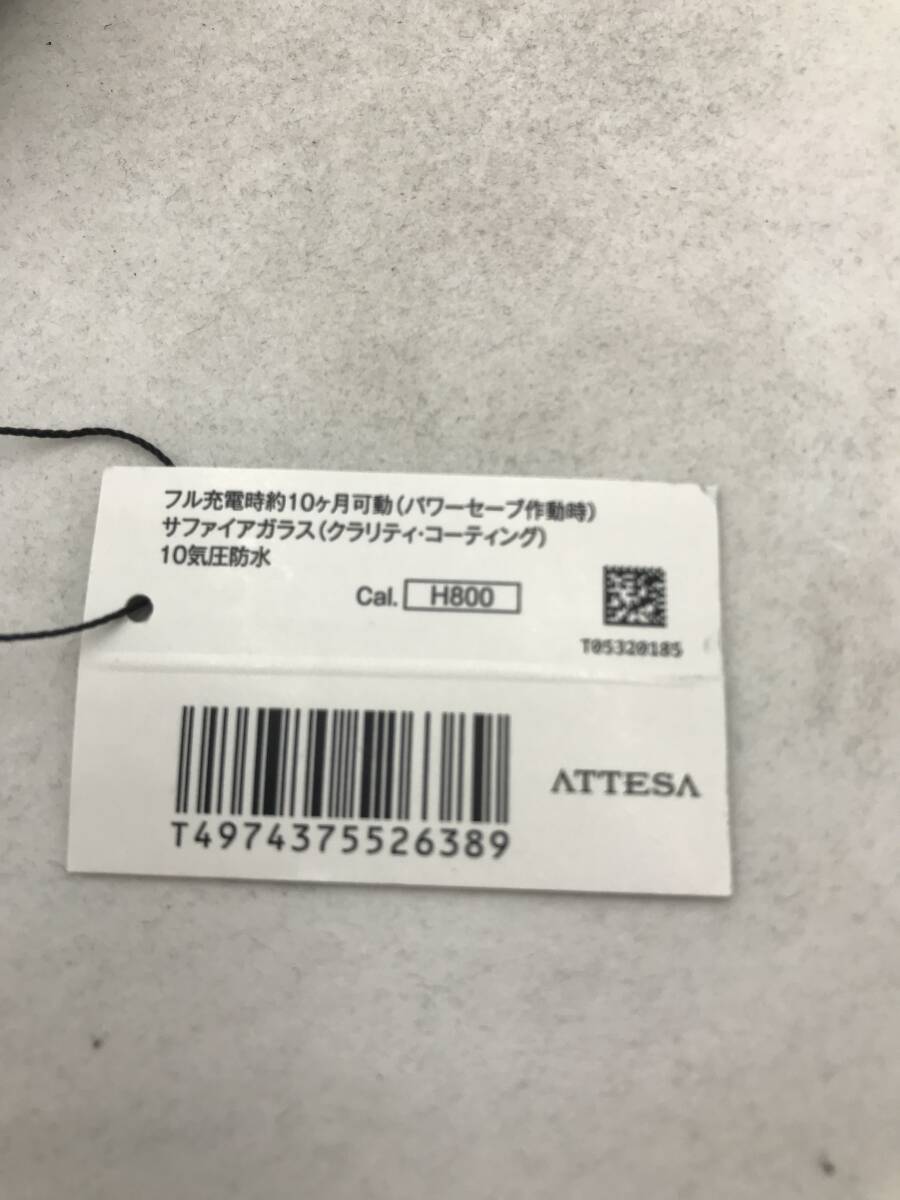 フル充電時約10ヶ月可動(パワーセーブ作動時)
サファイアガラス(クラリティ・コーティング)
10気圧防水
Cal. H800
T05320185
T4974375526389
ATTESA